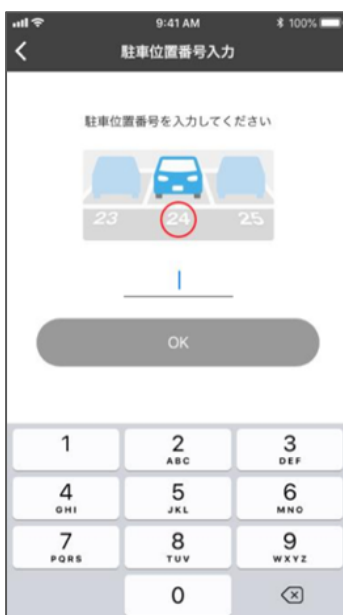 9:41 AM
100%
駐車位置番号入力
駐車位置番号を入力してください
23 24 25
OK
1 2 3
ABC DEF
4 5 6
GHI JKL MNO
7 8 9
PQRS TUV WXYZ
0